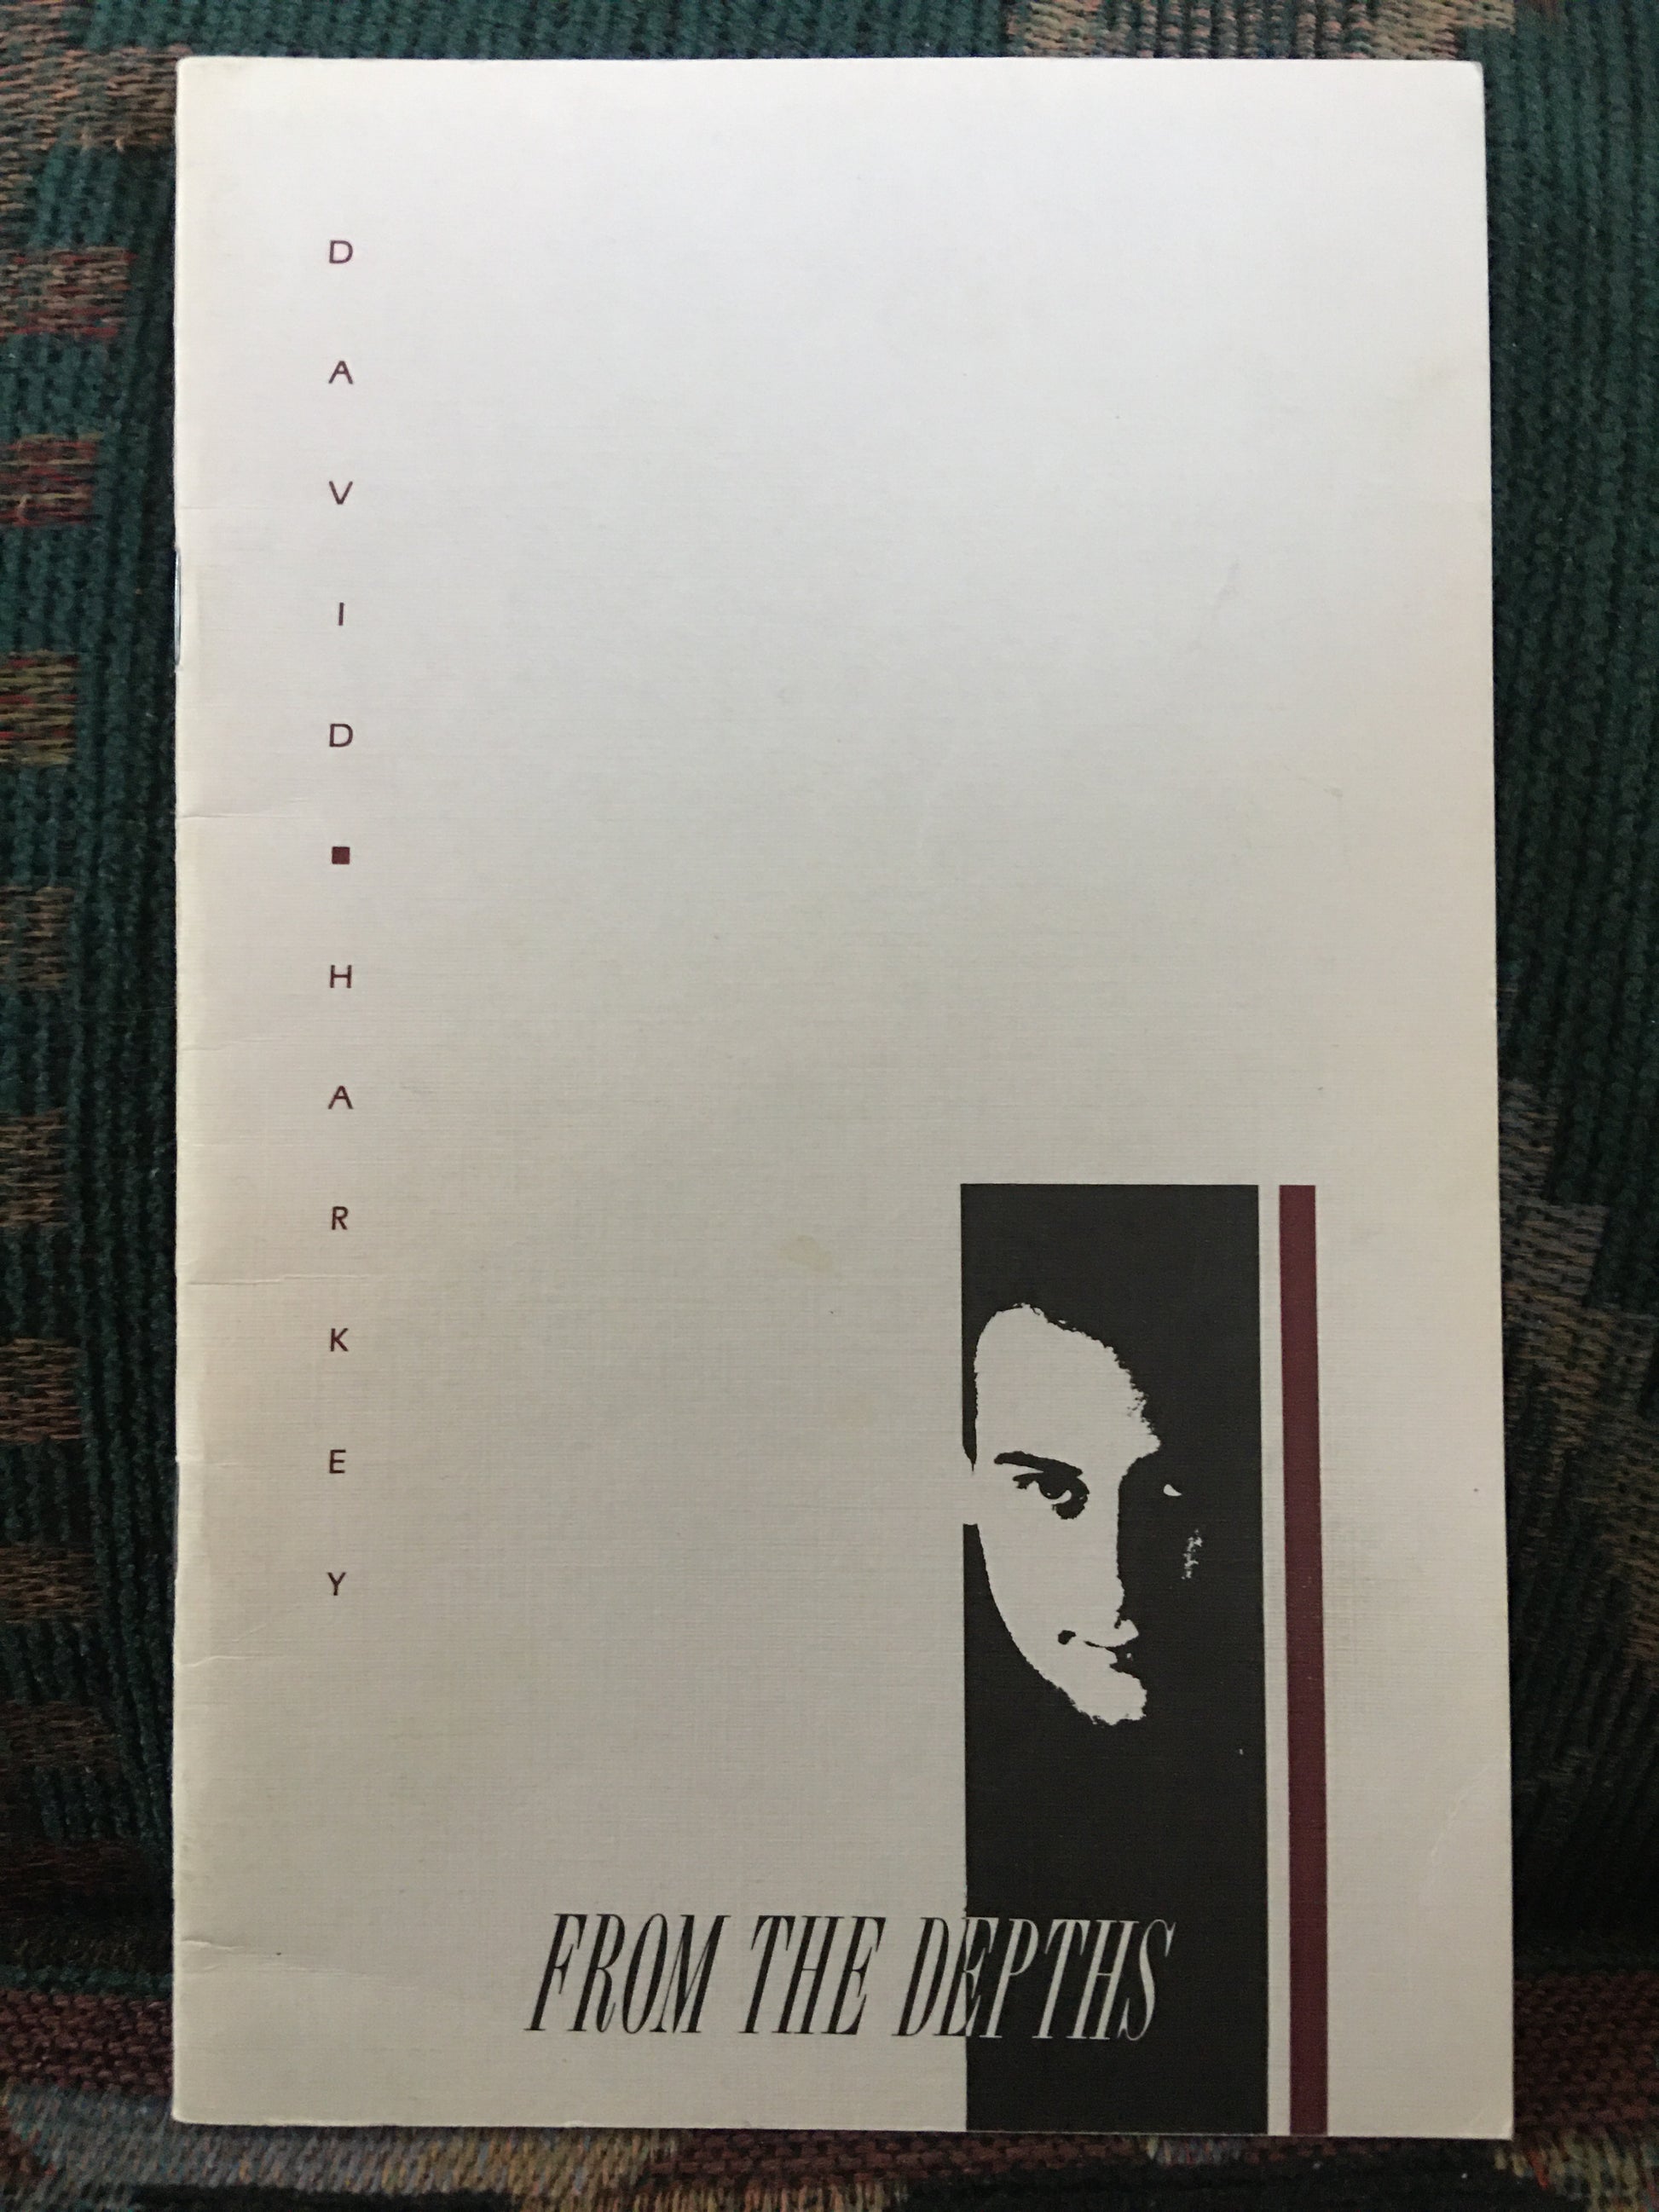 DAVID ■ HARKEY
FROM THE DEPTHS